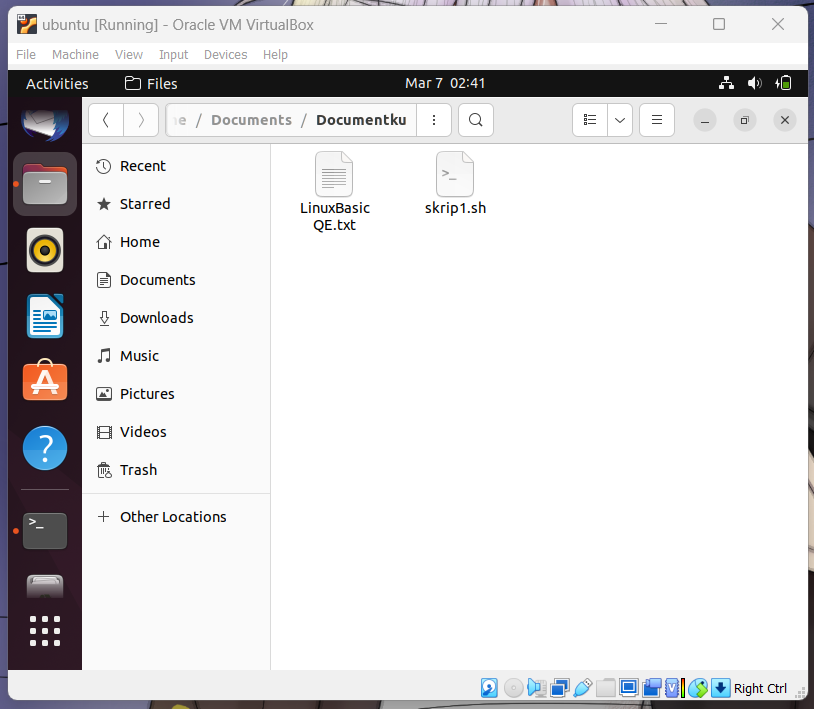 ubuntu [Running] - Oracle VM VirtualBox
File Machine View Input Devices Help
Activities Files Mar 7 02:41
/ Documents / Documentku
Recent
Starred
Home
Documents
Downloads
Music
Pictures
Videos
Trash
Other Locations
LinuxBasic
QE.txt
skrip1.sh
Right Ctrl